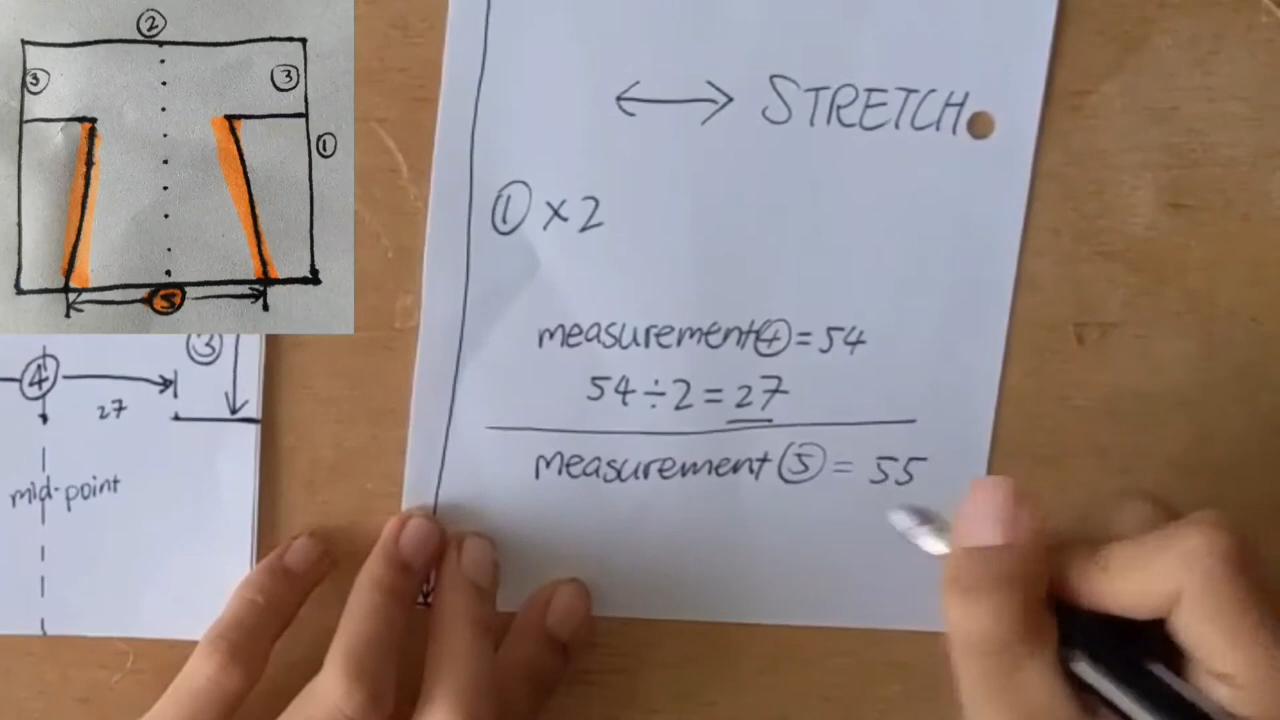 ②
③ ③
①
⑤
④ ③
27
mid-point
↔ STRETCH
① × 2
measurement ④ = 54
54 ÷ 2 = 27
measurement ⑤ = 55